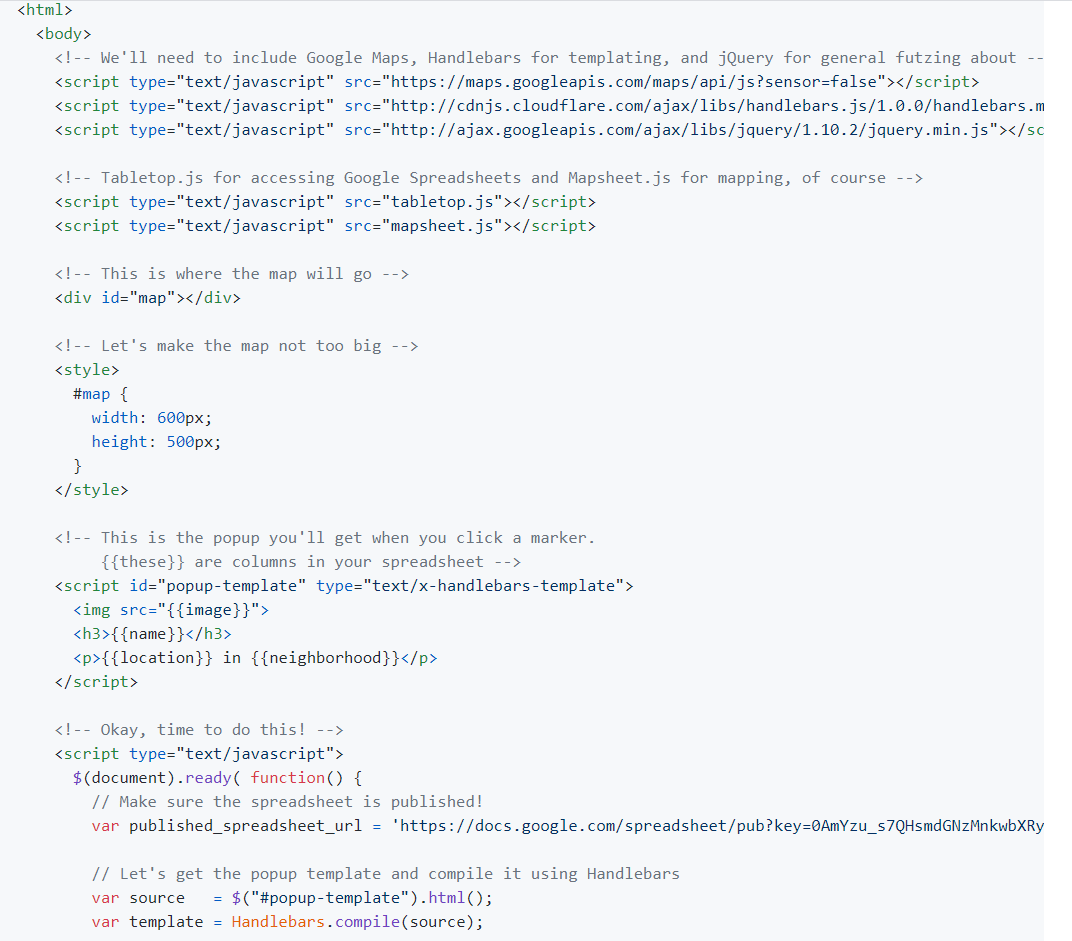 <html>
<body>
<!-- We'll need to include Google Maps, Handlebars for templating, and jQuery for general futzing about --
<script type="text/javascript" src="https://maps.googleapis.com/maps/api/js?sensor=false"></script>
<script type="text/javascript" src="http://cdnjs.cloudflare.com/ajax/libs/handlebars.js/1.0.0/handlebars.m
<script type="text/javascript" src="http://ajax.googleapis.com/ajax/libs/jquery/1.10.2/jquery.min.js"></sc
<!-- Tabletop.js for accessing Google Spreadsheets and Mapsheet.js for mapping, of course -->
<script type="text/javascript" src="tabletop.js"></script>
<script type="text/javascript" src="mapsheet.js"></script>
<!-- This is where the map will go -->
<div id="map"></div>
<!-- Let's make the map not too big -->
<style>
#map {
width: 600px;
height: 500px;
}
</style>
<!-- This is the popup you'll get when you click a marker.
{{these}} are columns in your spreadsheet -->
<script id="popup-template" type="text/x-handlebars-template">
<img src="{{image}}">
<h3>{{name}}</h3>
<p>{{location}} in {{neighborhood}}</p>
</script>
<!-- Okay, time to do this! -->
<script type="text/javascript">
$(document).ready( function() {
// Make sure the spreadsheet is published!
var published_spreadsheet_url = 'https://docs.google.com/spreadsheet/pub?key=0AmYzu_s7QHsmdGNzMnkwbXRy
// Let's get the popup template and compile it using Handlebars
var source   = $("#popup-template").html();
var template = Handlebars.compile(source);